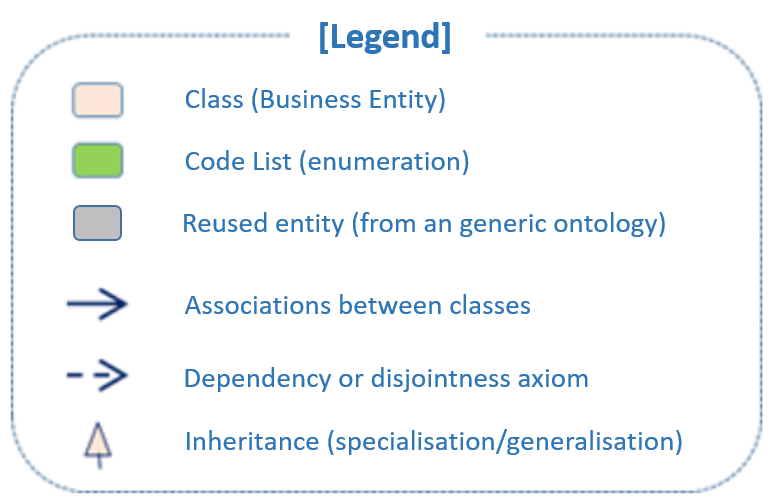 [Legend]
Class (Business Entity)
Code List (enumeration)
Reused entity (from an generic ontology)
Associations between classes
Dependency or disjointness axiom
Inheritance (specialisation/generalisation)